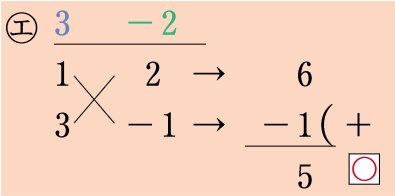 ㋓ 3 −2
1 2 → 6
3 −1 → −1( +
5 ○